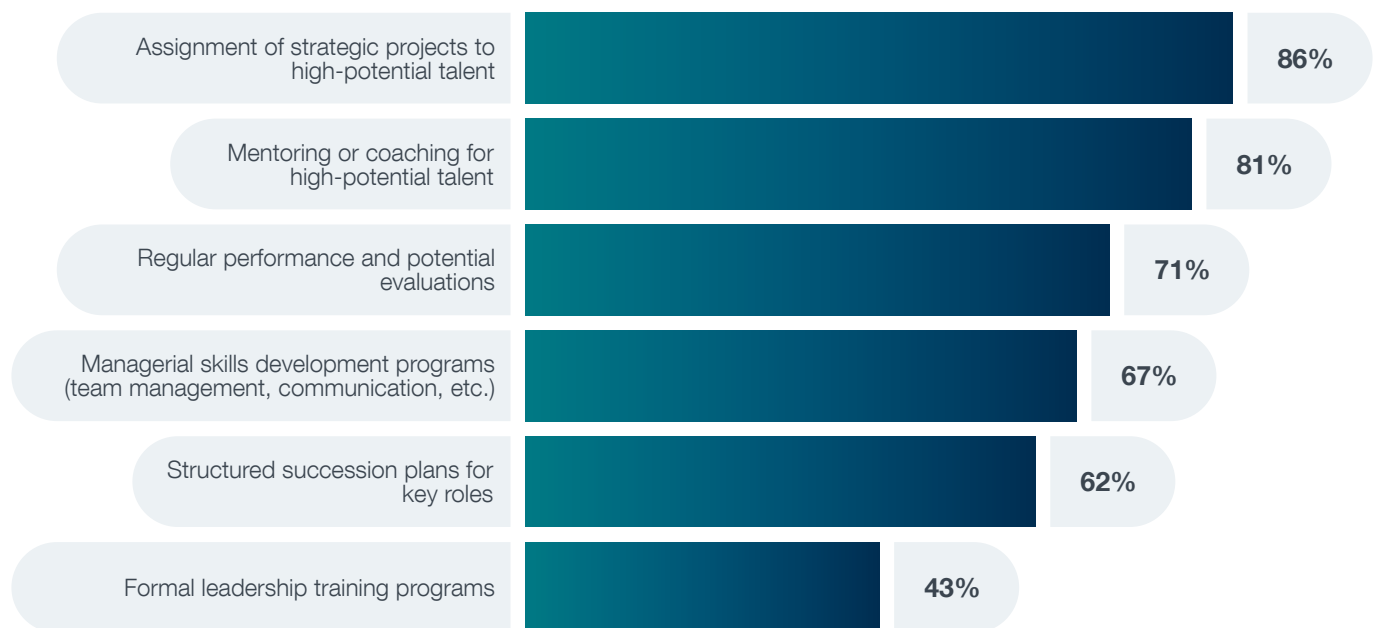 Assignment of strategic projects to
high-potential talent
86%
Mentoring or coaching for
high-potential talent
81%
Regular performance and potential
evaluations
71%
Managerial skills development programs
(team management, communication, etc.)
67%
Structured succession plans for
key roles
62%
Formal leadership training programs
43%